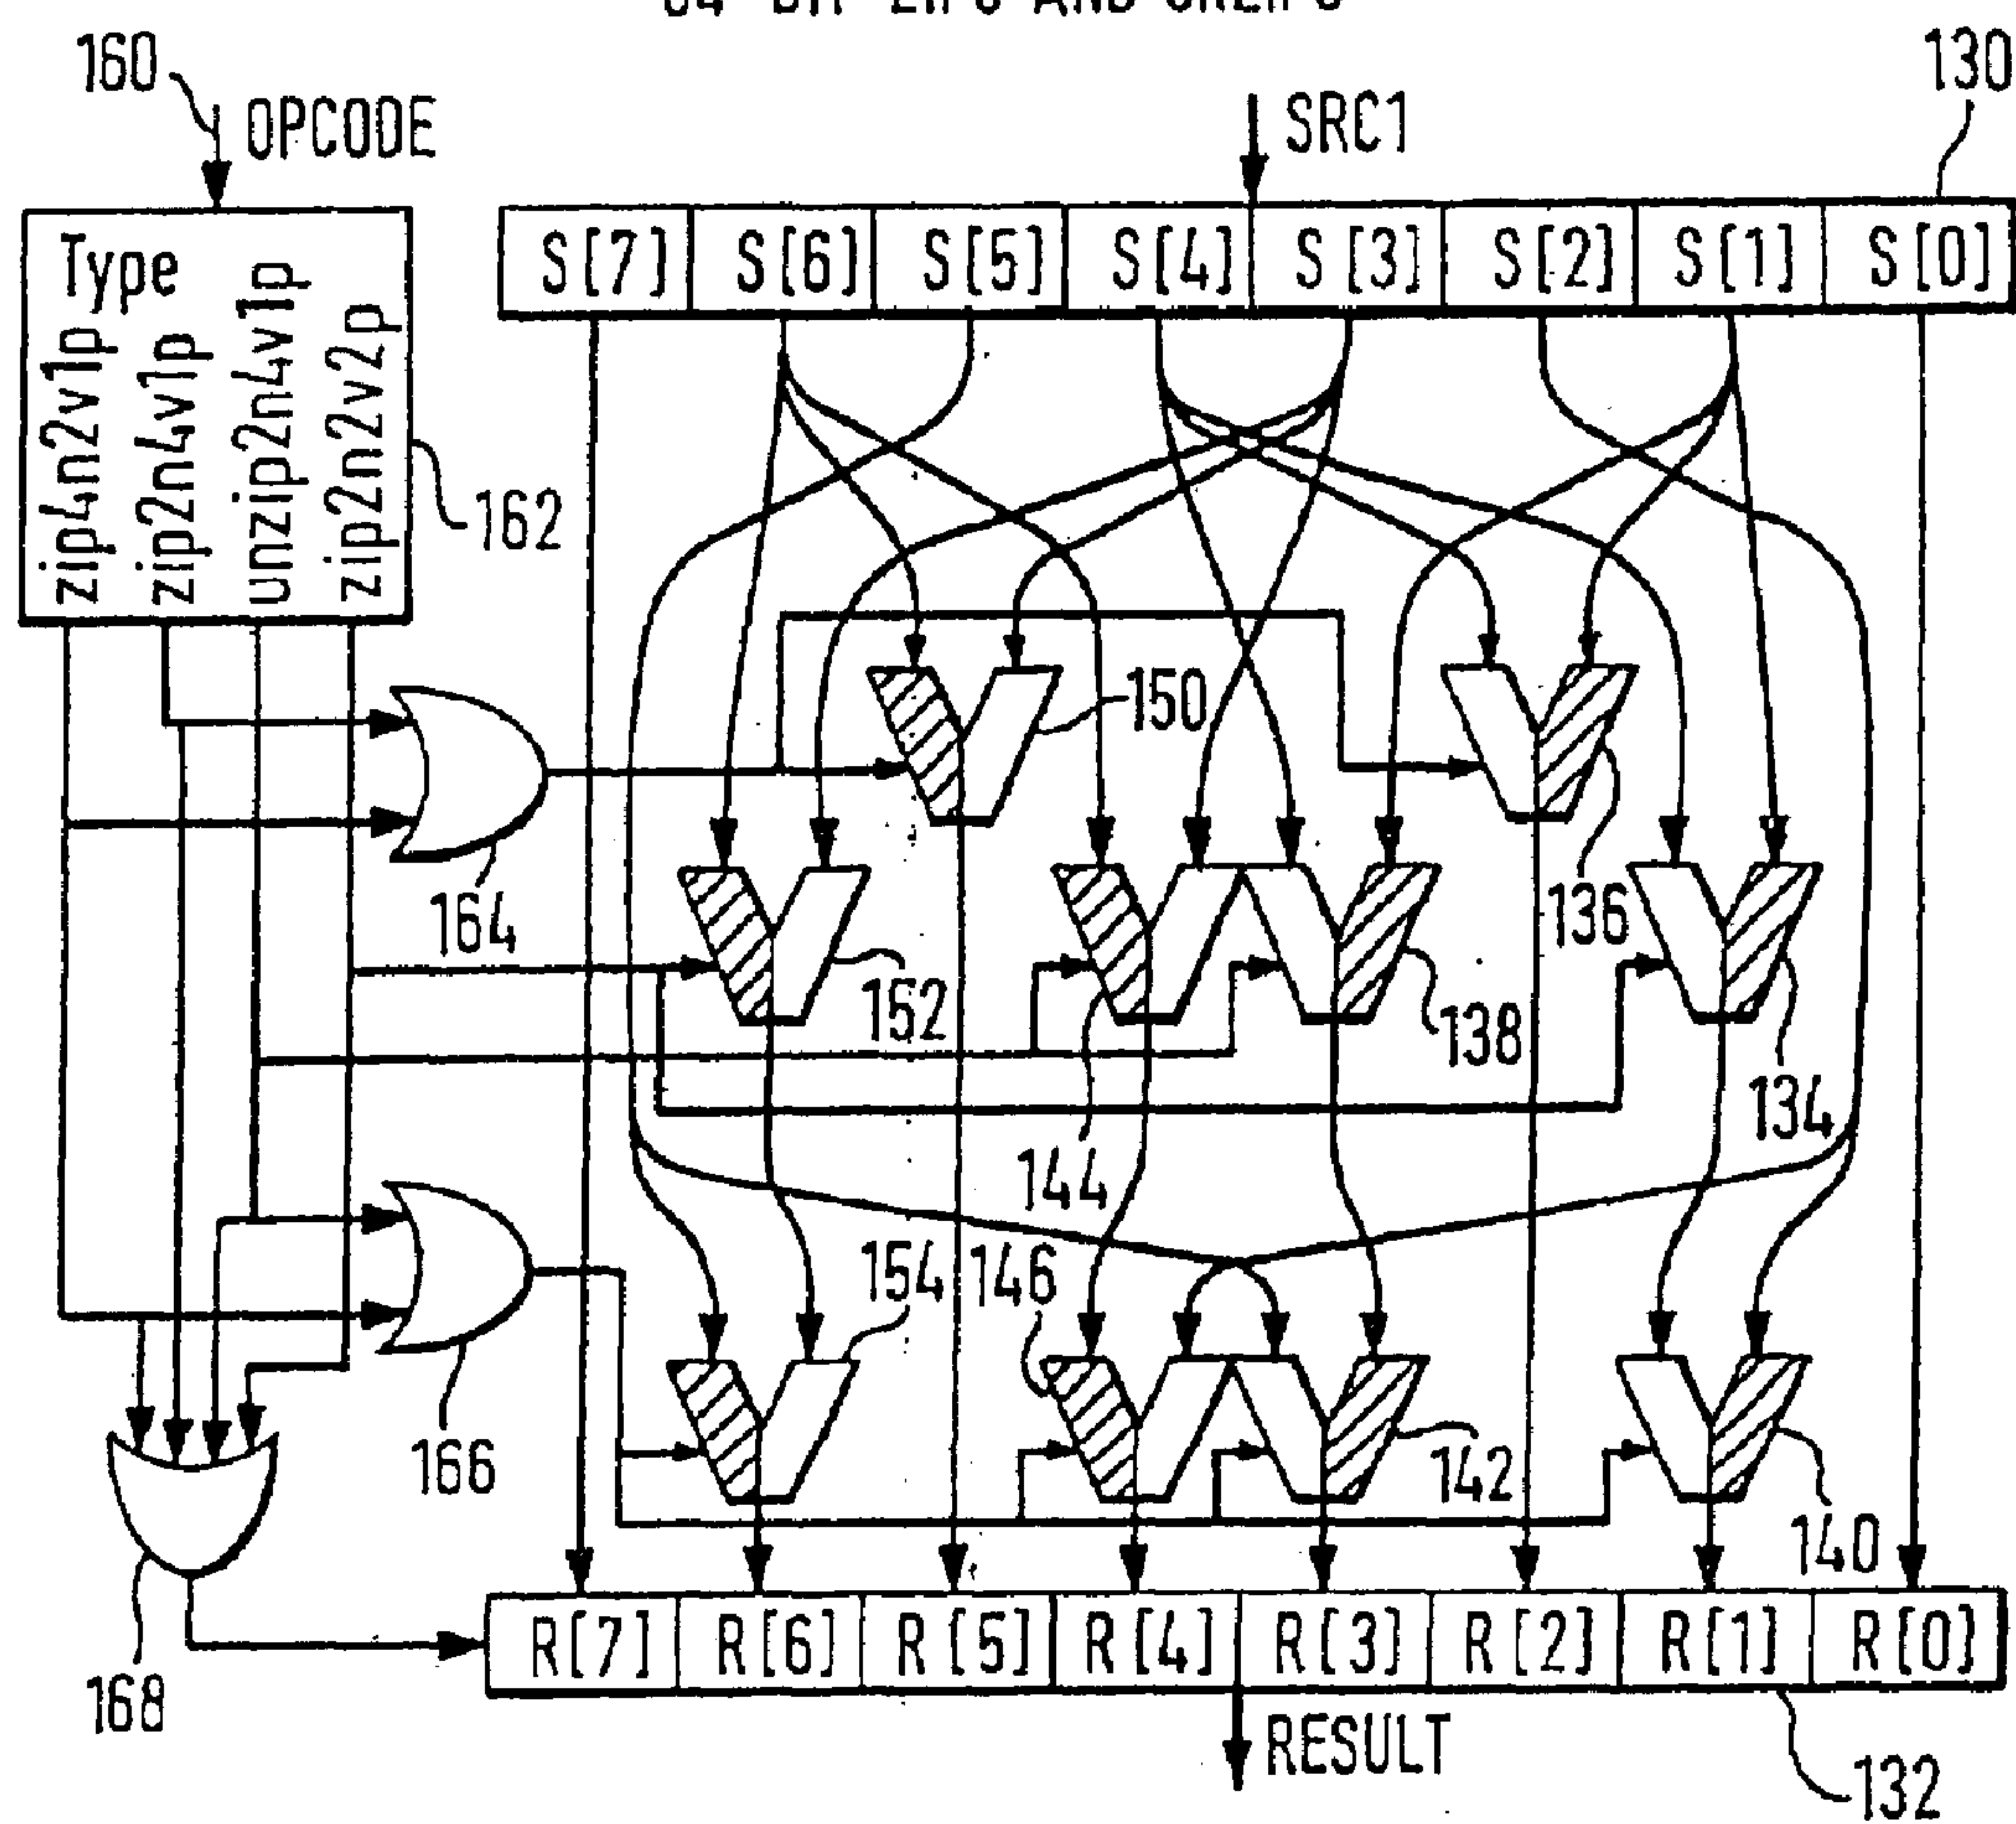 160
OPCODE
SRC1
130
Type
zip4n2v1p
zip2n4v1p
unzip2n4v1p
zip2n2v2p
162
S[7] S[6] S[5] S[4] S[3] S[2] S[1] S[0]
150
164
136
152
138
134
144
154
146
166
142
140
168
R[7] R[6] R[5] R[4] R[3] R[2] R[1] R[0]
RESULT
132